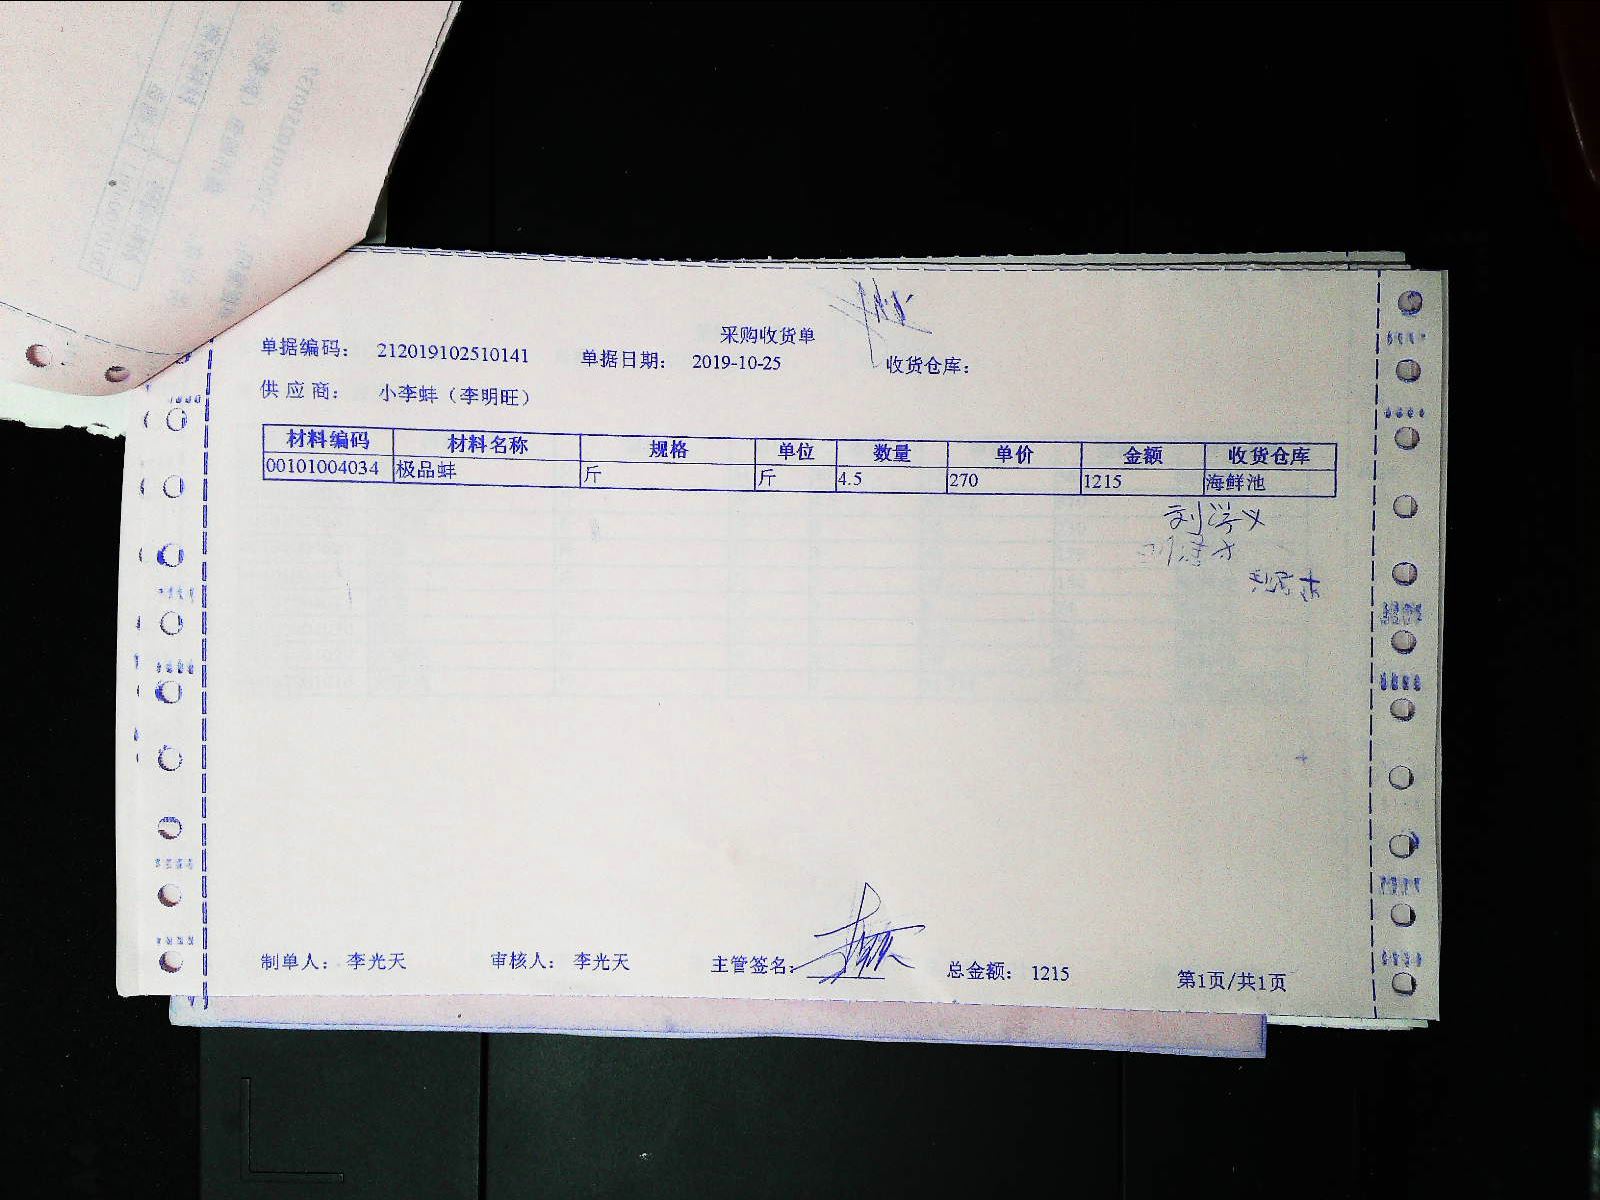 采购收货单
单据编码： 212019102510141 单据日期： 2019-10-25 收货仓库：
供 应 商： 小李蚌（李明旺）
材料编码 材料名称 规格 单位 数量 单价 金额 收货仓库
00101004034 极品蚌 斤 斤 4.5 270 1215 海鲜池
制单人： 李光天 审核人： 李光天 主管签名： 总金额： 1215 第1页/共1页